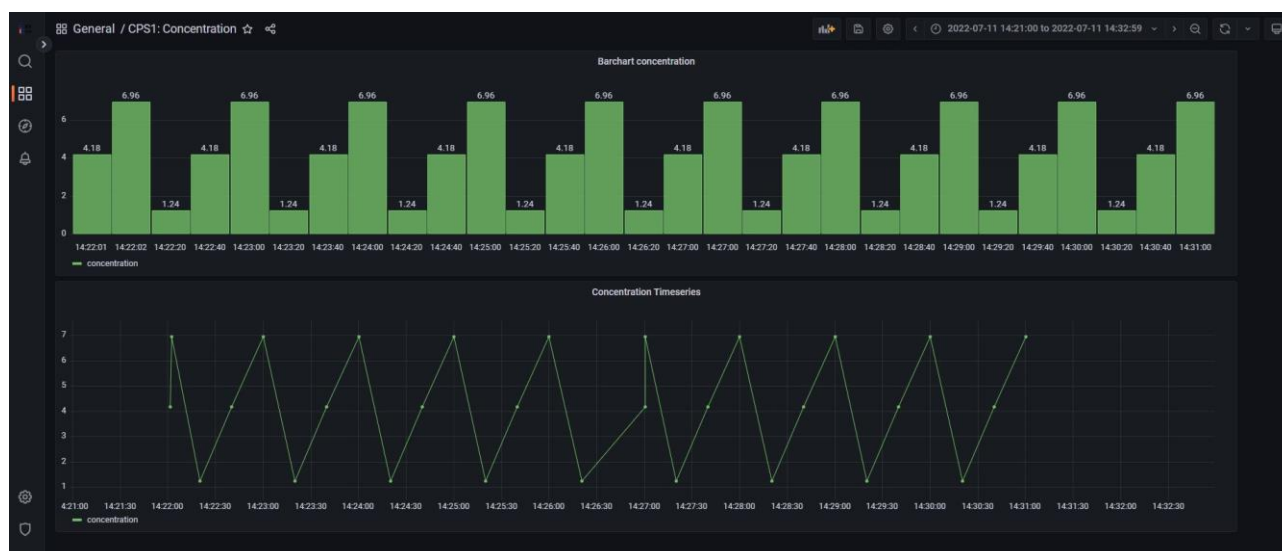 General / CPS1: Concentration
2022-07-11 14:21:00 to 2022-07-11 14:32:59
Barchart concentration
6.96 6.96 6.96 6.96 6.96 6.96 6.96 6.96 6.96 6.96
6
4.18 4.18 4.18 4.18 4.18 4.18 4.18 4.18 4.18 4.18
4
2
1.24 1.24 1.24 1.24 1.24 1.24 1.24 1.24 1.24
0
14:22:01 14:22:02 14:22:20 14:22:40 14:23:00 14:23:20 14:23:40 14:24:00 14:24:20 14:24:40 14:25:00 14:25:20 14:25:40 14:26:00 14:26:20 14:27:00 14:27:00 14:27:20 14:27:40 14:28:00 14:28:20 14:28:40 14:29:00 14:29:20 14:29:40 14:30:00 14:30:20 14:30:40 14:31:00
concentration
Concentration Timeseries
7
6
5
4
3
2
1
4:21:00 14:21:30 14:22:00 14:22:30 14:23:00 14:23:30 14:24:00 14:24:30 14:25:00 14:25:30 14:26:00 14:26:30 14:27:00 14:27:30 14:28:00 14:28:30 14:29:00 14:29:30 14:30:00 14:30:30 14:31:00 14:31:30 14:32:00 14:32:30
concentration